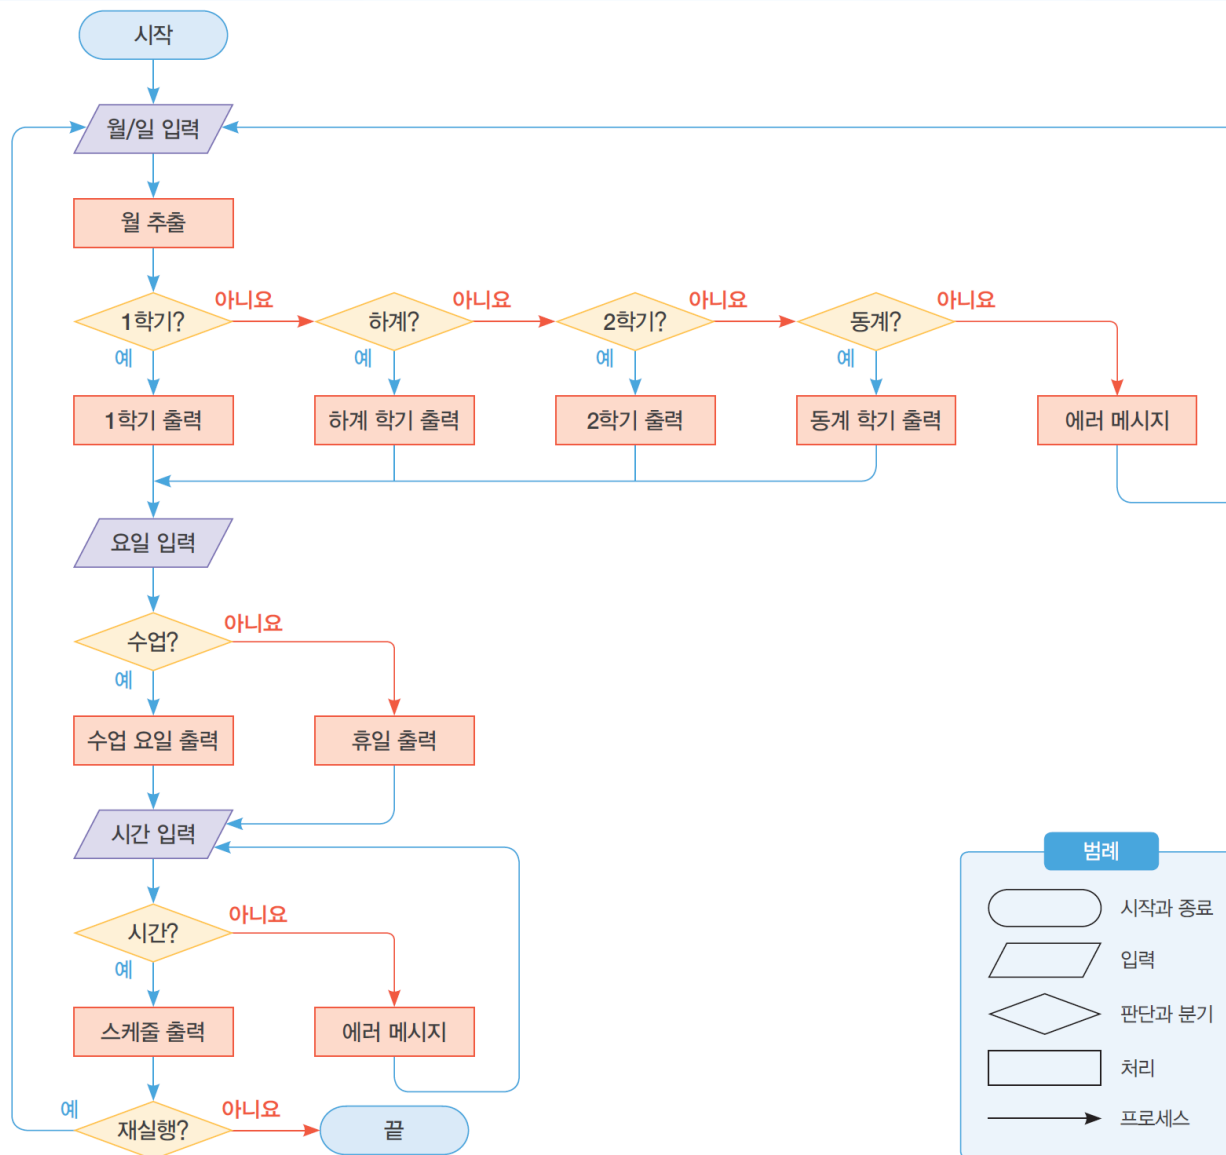 시작
월/일 입력
월 추출
1학기?
아니요
하계?
아니요
2학기?
아니요
동계?
아니요
예
예
예
예
1학기 출력
하계 학기 출력
2학기 출력
동계 학기 출력
에러 메시지
요일 입력
수업?
아니요
예
수업 요일 출력
휴일 출력
시간 입력
시간?
아니요
예
스케줄 출력
에러 메시지
예
재실행?
아니요
끝
범례
시작과 종료
입력
판단과 분기
처리
프로세스